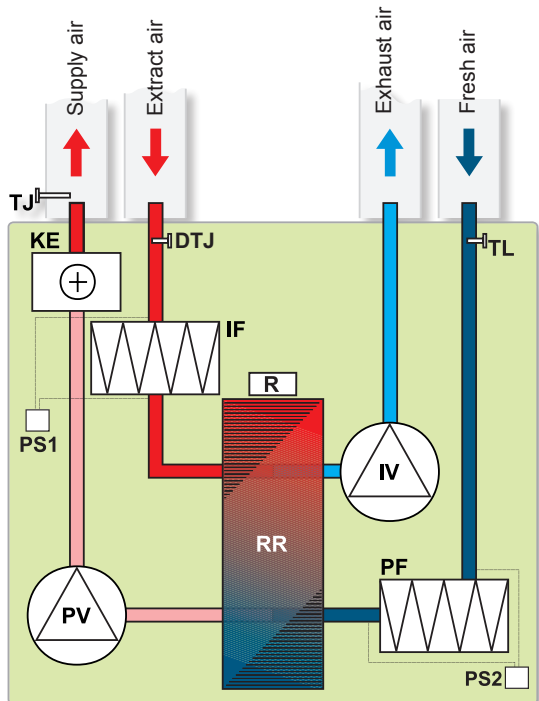 Supply air
Extract air
Exhaust air
Fresh air
TJ
KE
DTJ
TL
IF
R
PS1
IV
RR
PF
PV
PS2